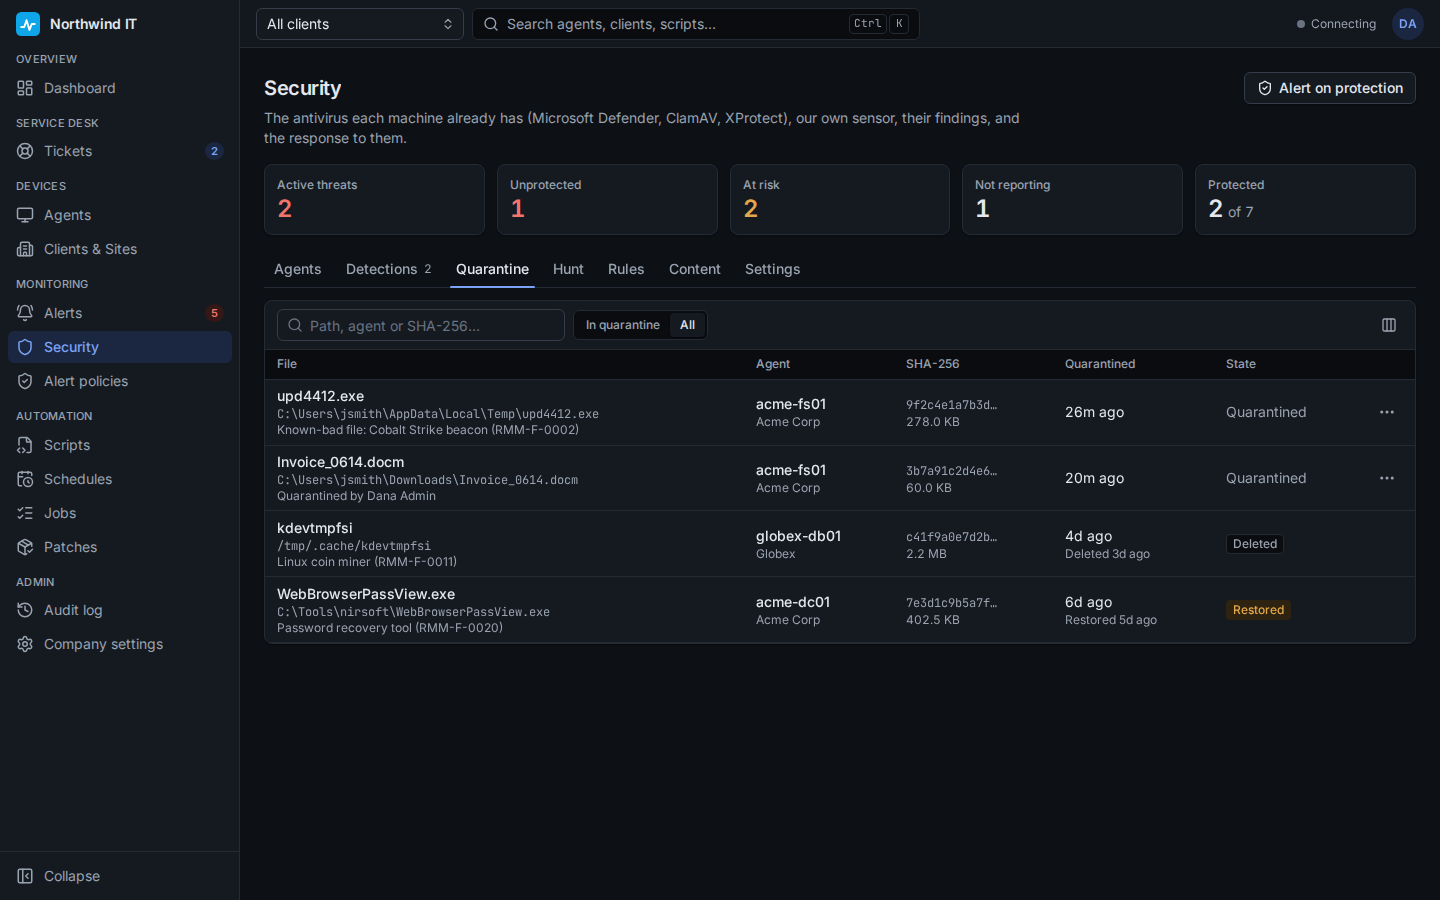 Northwind IT
All clients
Search agents, clients, scripts...
Ctrl K
Connecting
DA
OVERVIEW
Dashboard
SERVICE DESK
Tickets 2
DEVICES
Agents
Clients & Sites
MONITORING
Alerts 5
Security
Alert policies
AUTOMATION
Scripts
Schedules
Jobs
Patches
ADMIN
Audit log
Company settings
Collapse
Security
Alert on protection
The antivirus each machine already has (Microsoft Defender, ClamAV, XProtect), our own sensor, their findings, and
the response to them.
Active threats
2
Unprotected
1
At risk
2
Not reporting
1
Protected
2 of 7
Agents Detections 2 Quarantine Hunt Rules Content Settings
Path, agent or SHA-256...
In quarantine All
File Agent SHA-256 Quarantined State
upd4412.exe
C:\Users\jsmith\AppData\Local\Temp\upd4412.exe
Known-bad file: Cobalt Strike beacon (RMM-F-0002)
acme-fs01
Acme Corp
9f2c4e1a7b3d…
278.0 KB
26m ago
Quarantined
Invoice_0614.docm
C:\Users\jsmith\Downloads\Invoice_0614.docm
Quarantined by Dana Admin
acme-fs01
Acme Corp
3b7a91c2d4e6…
60.0 KB
20m ago
Quarantined
kdevtmpfsi
/tmp/.cache/kdevtmpfsi
Linux coin miner (RMM-F-0011)
globex-db01
Globex
c41f9a0e7d2b…
2.2 MB
4d ago
Deleted 3d ago
Deleted
WebBrowserPassView.exe
C:\Tools\nirsoft\WebBrowserPassView.exe
Password recovery tool (RMM-F-0020)
acme-dc01
Acme Corp
7e3d1c9b5a7f…
402.5 KB
6d ago
Restored 5d ago
Restored